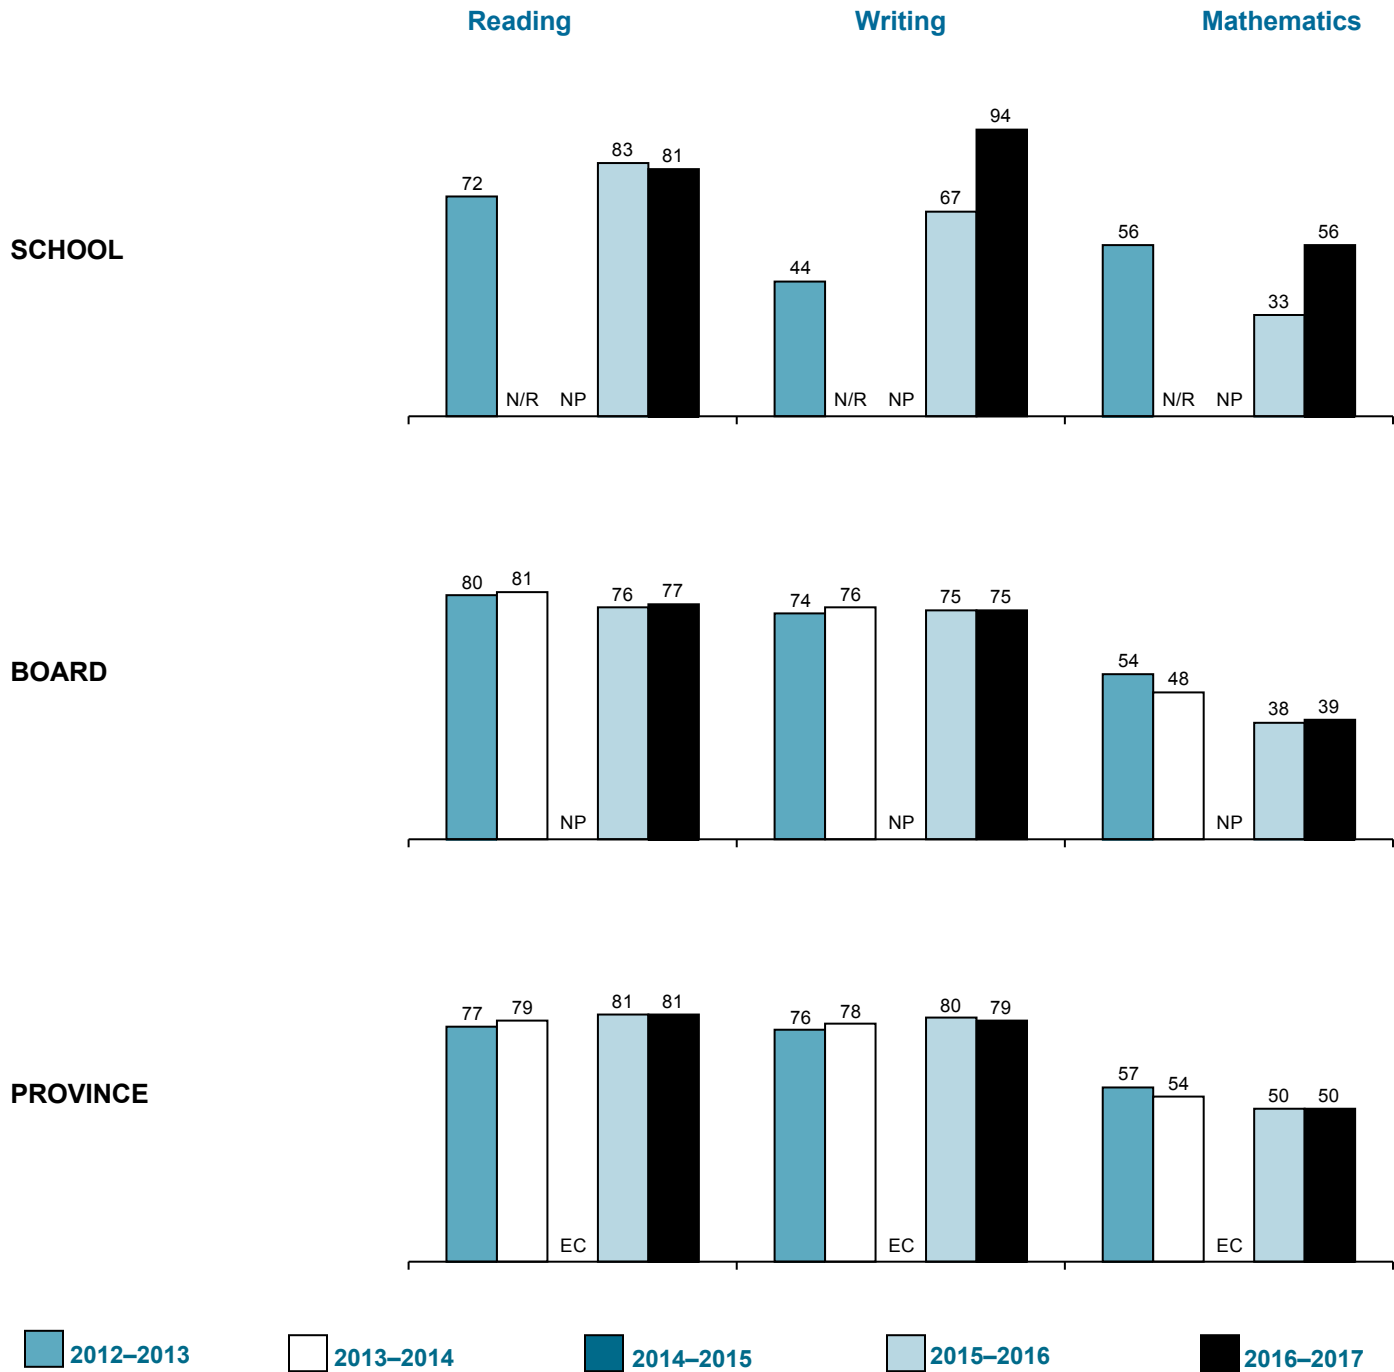 Reading Writing Mathematics
SCHOOL
72 N/R NP 83 81 44 N/R NP 67 94 56 N/R NP 33 56
BOARD
80 81 NP 76 77 74 76 NP 75 75 54 48 NP 38 39
PROVINCE
77 79 EC 81 81 76 78 EC 80 79 57 54 EC 50 50
2012–2013 2013–2014 2014–2015 2015–2016 2016–2017